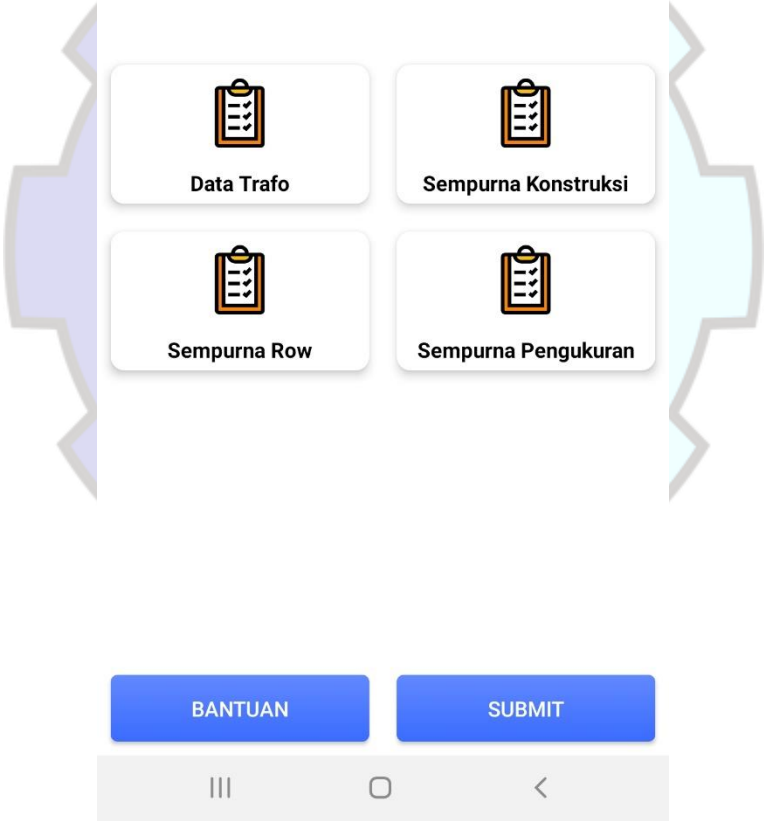 Data Trafo
Sempurna Konstruksi
Sempurna Row
Sempurna Pengukuran
BANTUAN
SUBMIT